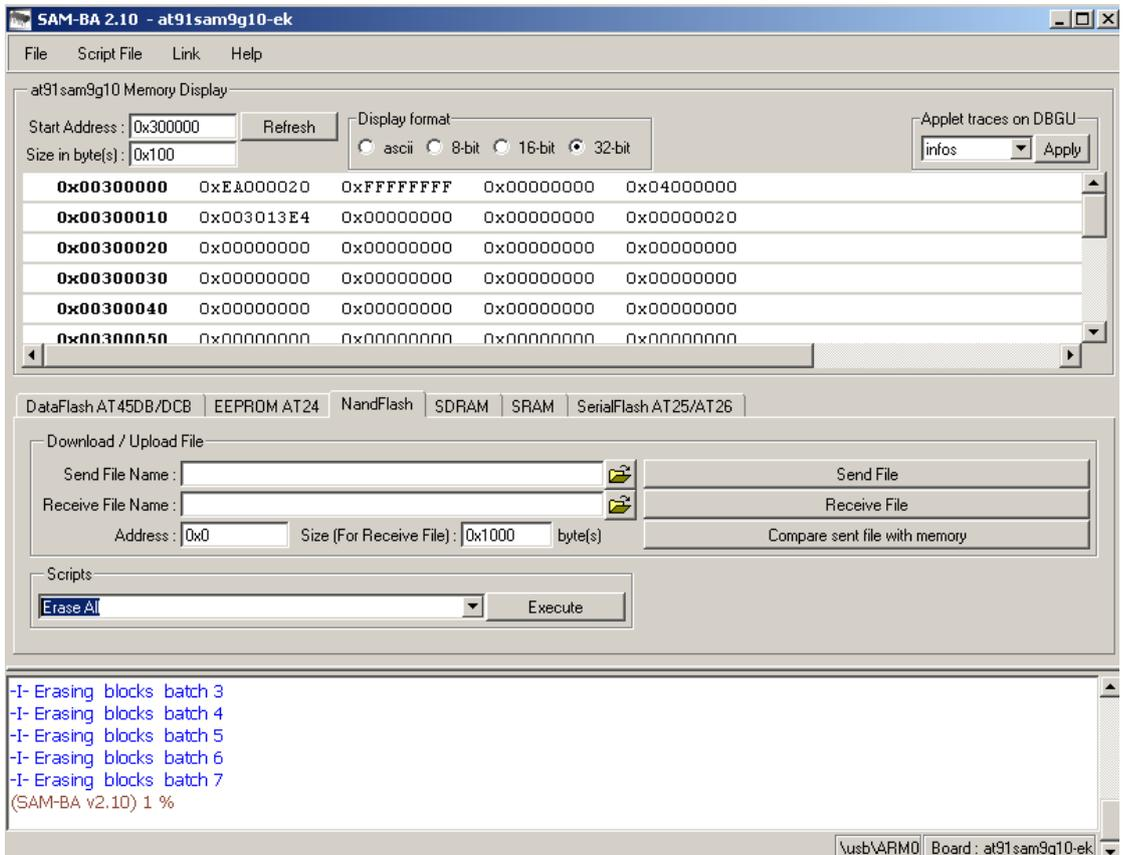 SAM-BA 2.10 - at91sam9g10-ek
File Script File Link Help
at91sam9g10 Memory Display
Start Address : 0x300000 Refresh
Size in byte(s) : 0x100
Display format
ascii 8-bit 16-bit 32-bit
Applet traces on DBGU
infos Apply
0x00300000 0xEA000020 0xFFFFFFFF 0x00000000 0x04000000
0x00300010 0x003013E4 0x00000000 0x00000000 0x00000020
0x00300020 0x00000000 0x00000000 0x00000000 0x00000000
0x00300030 0x00000000 0x00000000 0x00000000 0x00000000
0x00300040 0x00000000 0x00000000 0x00000000 0x00000000
0x00300050 0x00000000 0x00000000 0x00000000 0x00000000
DataFlash AT45DB/DCB EEPROM AT24 NandFlash SDRAM SRAM SerialFlash AT25/AT26
Download / Upload File
Send File Name : Send File
Receive File Name : Receive File
Address : 0x0 Size (For Receive File) : 0x1000 byte(s) Compare sent file with memory
Scripts
Erase All Execute
-I- Erasing blocks batch 3
-I- Erasing blocks batch 4
-I- Erasing blocks batch 5
-I- Erasing blocks batch 6
-I- Erasing blocks batch 7
(SAM-BA v2.10) 1 %
\usb\ARM0 Board : at91sam9g10-ek